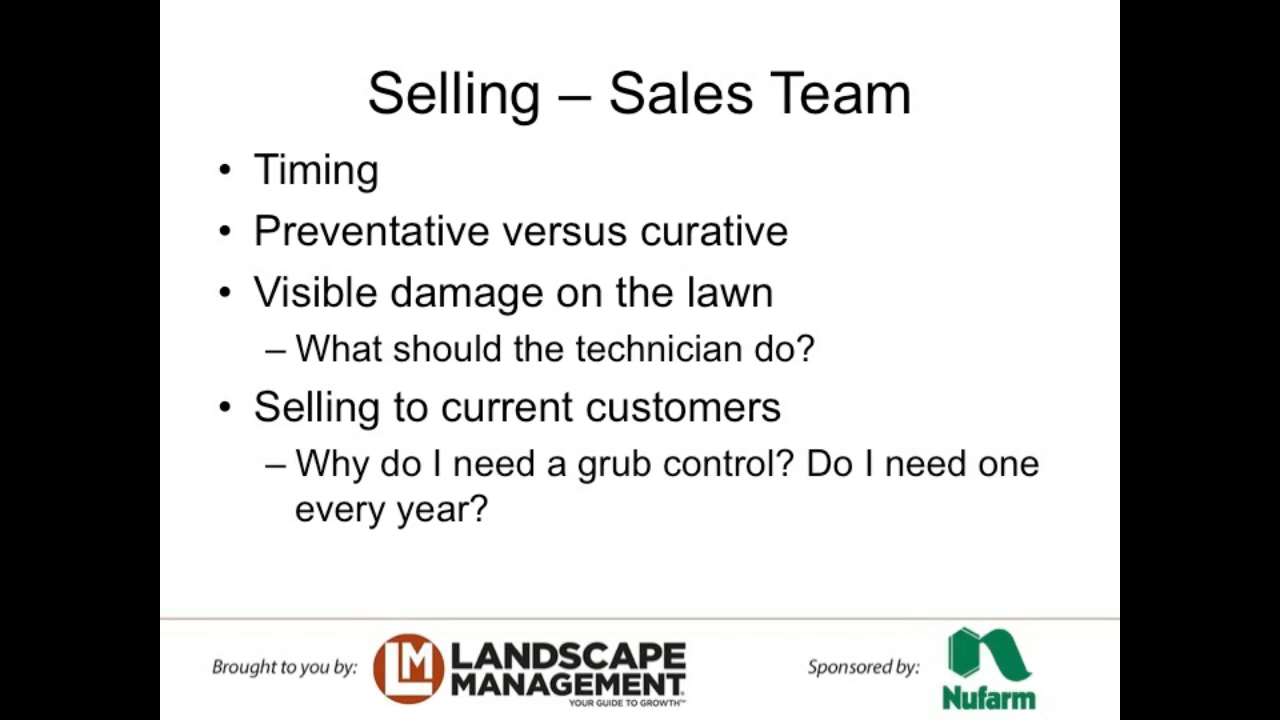 Selling – Sales Team
• Timing
• Preventative versus curative
• Visible damage on the lawn
– What should the technician do?
• Selling to current customers
– Why do I need a grub control? Do I need one
every year?
Brought to you by:
LM
LANDSCAPE
MANAGEMENT
YOUR GUIDE TO GROWTH™
Sponsored by:
Nufarm